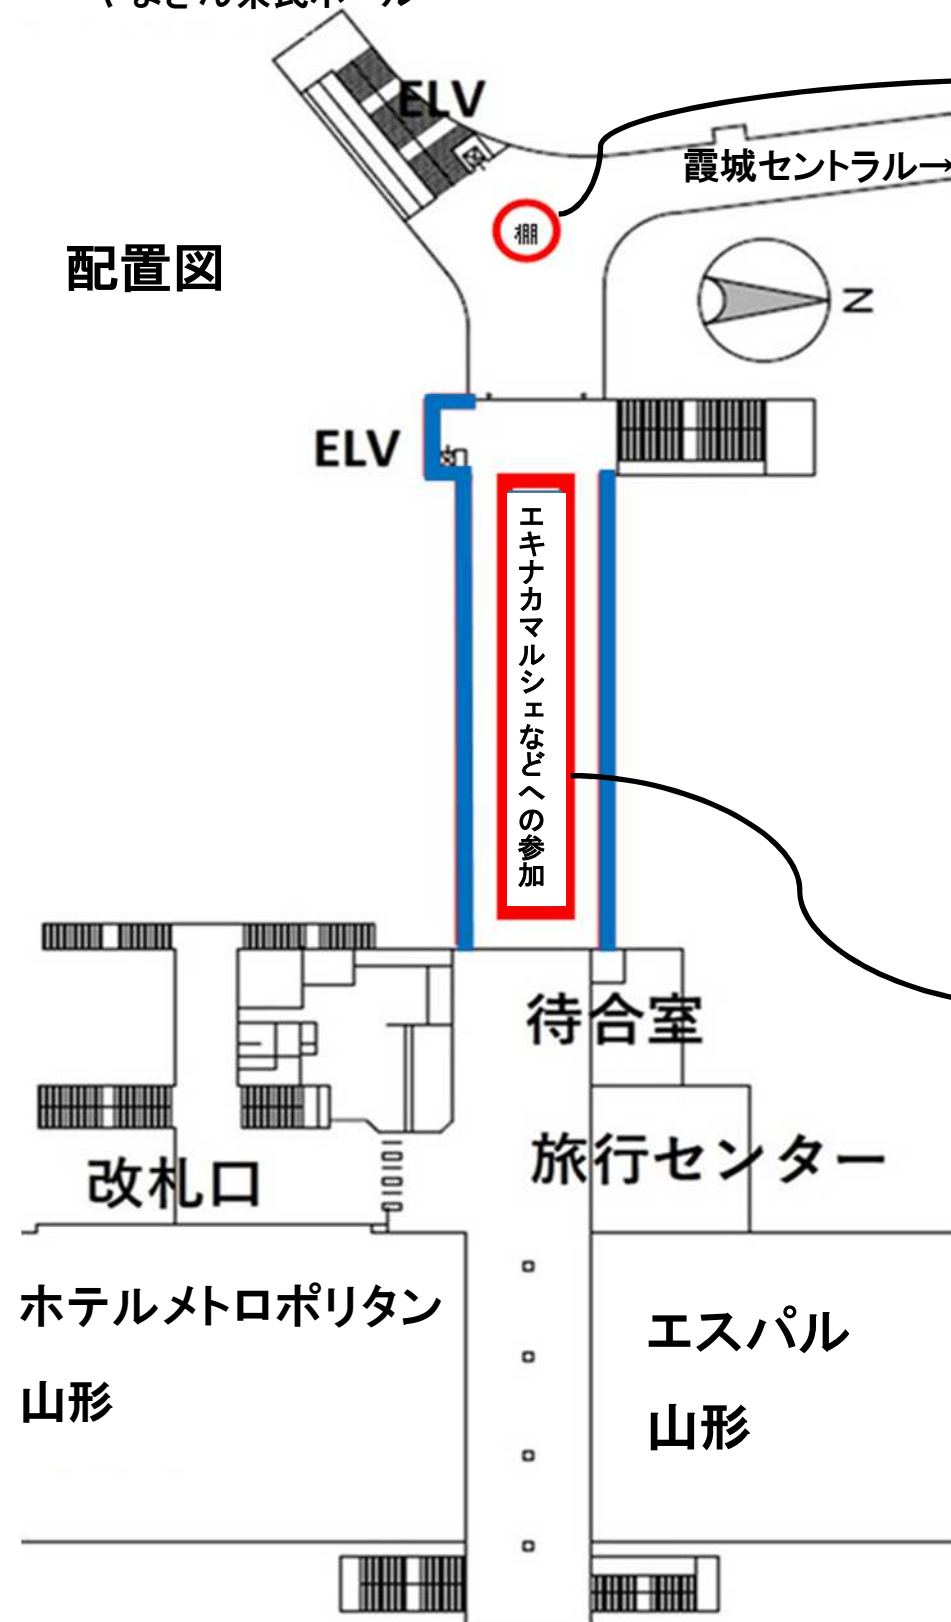 ELV
霞城セントラル→
棚
配置図
N
ELV
エキナカマルシェなどへの参加
待合室
旅行センター
改札口
ホテルメトロポリタン
山形
エスパル
山形